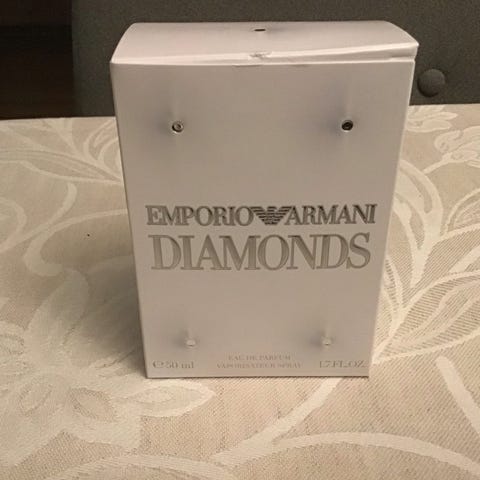 EMPORIO ARMANI
DIAMONDS
EAU DE PARFUM
℮50 ml VAPORISATEUR SPRAY 1.7 FL.OZ.